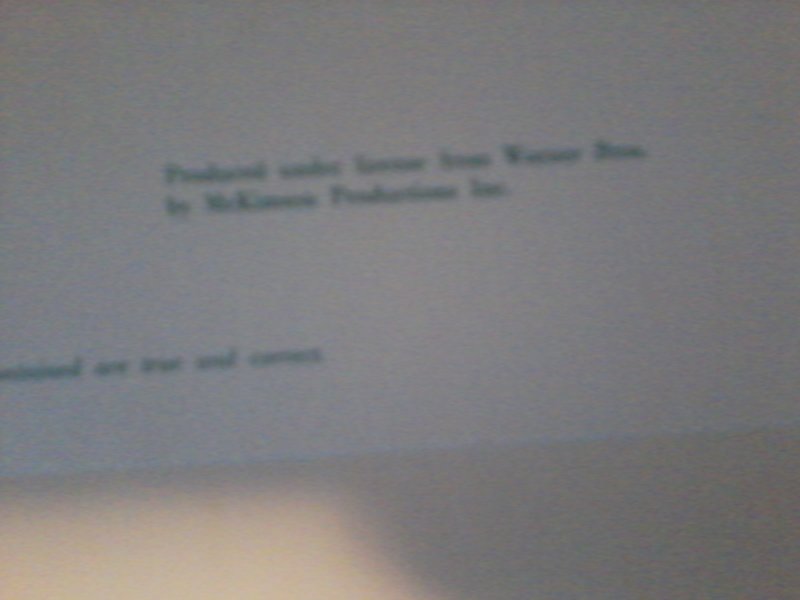 Produced under license from Warner Bros.
by McKimson Productions Inc.
are true and correct.